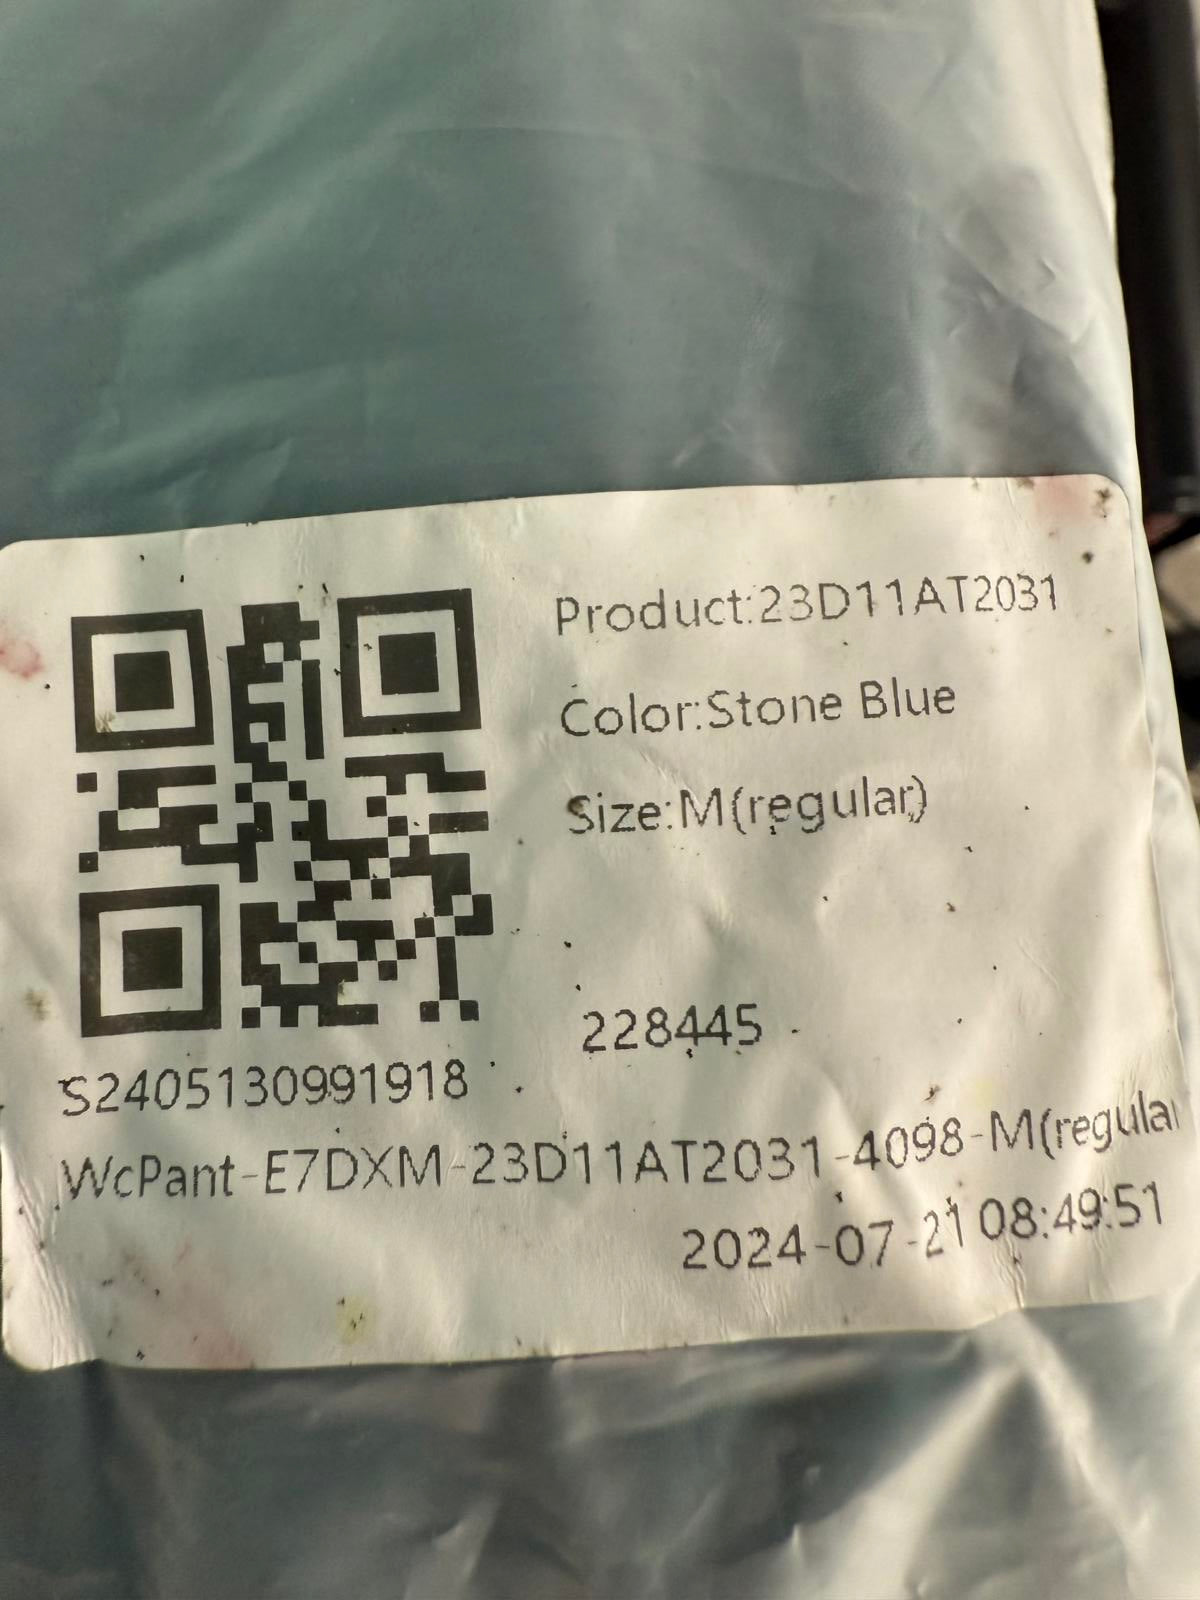 Product:23D11AT2031
Color:Stone Blue
Size:M(regular)
228445
S2405130991918
WcPant-E7DXM-23D11AT2031-4098-M(regular
2024-07-21 08:49:51